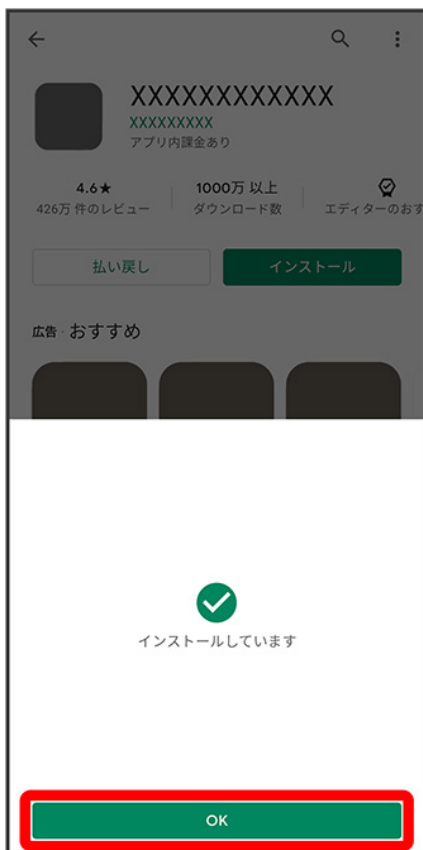 XXXXXXXXXXXX
XXXXXXXXX
アプリ内課金あり
4.6★ 1000万 以上
426万 件のレビュー ダウンロード数 エディターのおす
払い戻し インストール
広告・おすすめ
インストールしています
OK